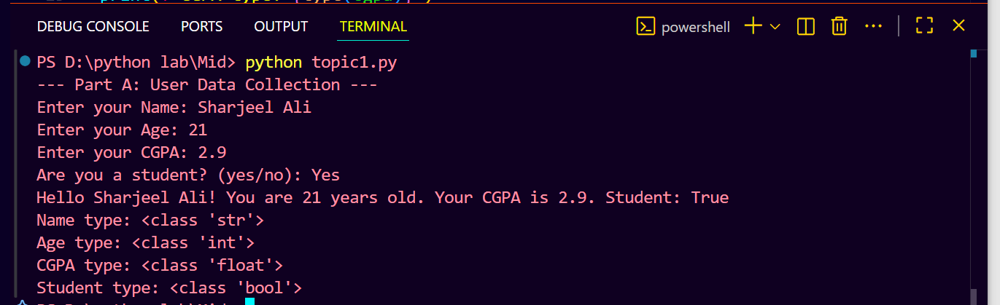 DEBUG CONSOLE PORTS OUTPUT TERMINAL powershell
PS D:\python lab\Mid> python topic1.py
--- Part A: User Data Collection ---
Enter your Name: Sharjeel Ali
Enter your Age: 21
Enter your CGPA: 2.9
Are you a student? (yes/no): Yes
Hello Sharjeel Ali! You are 21 years old. Your CGPA is 2.9. Student: True
Name type: <class 'str'>
Age type: <class 'int'>
CGPA type: <class 'float'>
Student type: <class 'bool'>